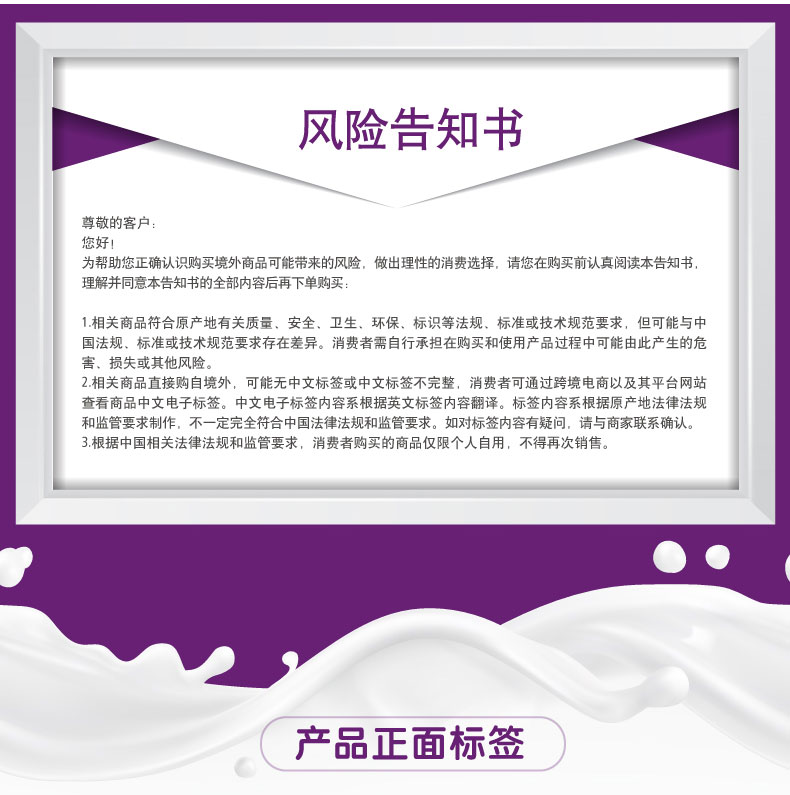 风险告知书
尊敬的客户：
您好！
为帮助您正确认识购买境外商品可能带来的风险，做出理性的消费选择，请您在购买前认真阅读本告知书，
理解并同意本告知书的全部内容后再下单购买：
1.相关商品符合原产地有关质量、安全、卫生、环保、标识等法规、标准或技术规范要求，但可能与中
国法规、标准或技术规范要求存在差异。消费者需自行承担在购买和使用产品过程中可能由此产生的危
害、损失或其他风险。
2.相关商品直接购自境外，可能无中文标签或中文标签不完整，消费者可通过跨境电商以及其平台网站
查看商品中文电子标签。中文电子标签内容系根据英文标签内容翻译。标签内容系根据原产地法律法规
和监管要求制作，不一定完全符合中国法律法规和监管要求。如对标签内容有疑问，请与商家联系确认。
3.根据中国相关法律法规和监管要求，消费者购买的商品仅限个人自用，不得再次销售。
产品正面标签